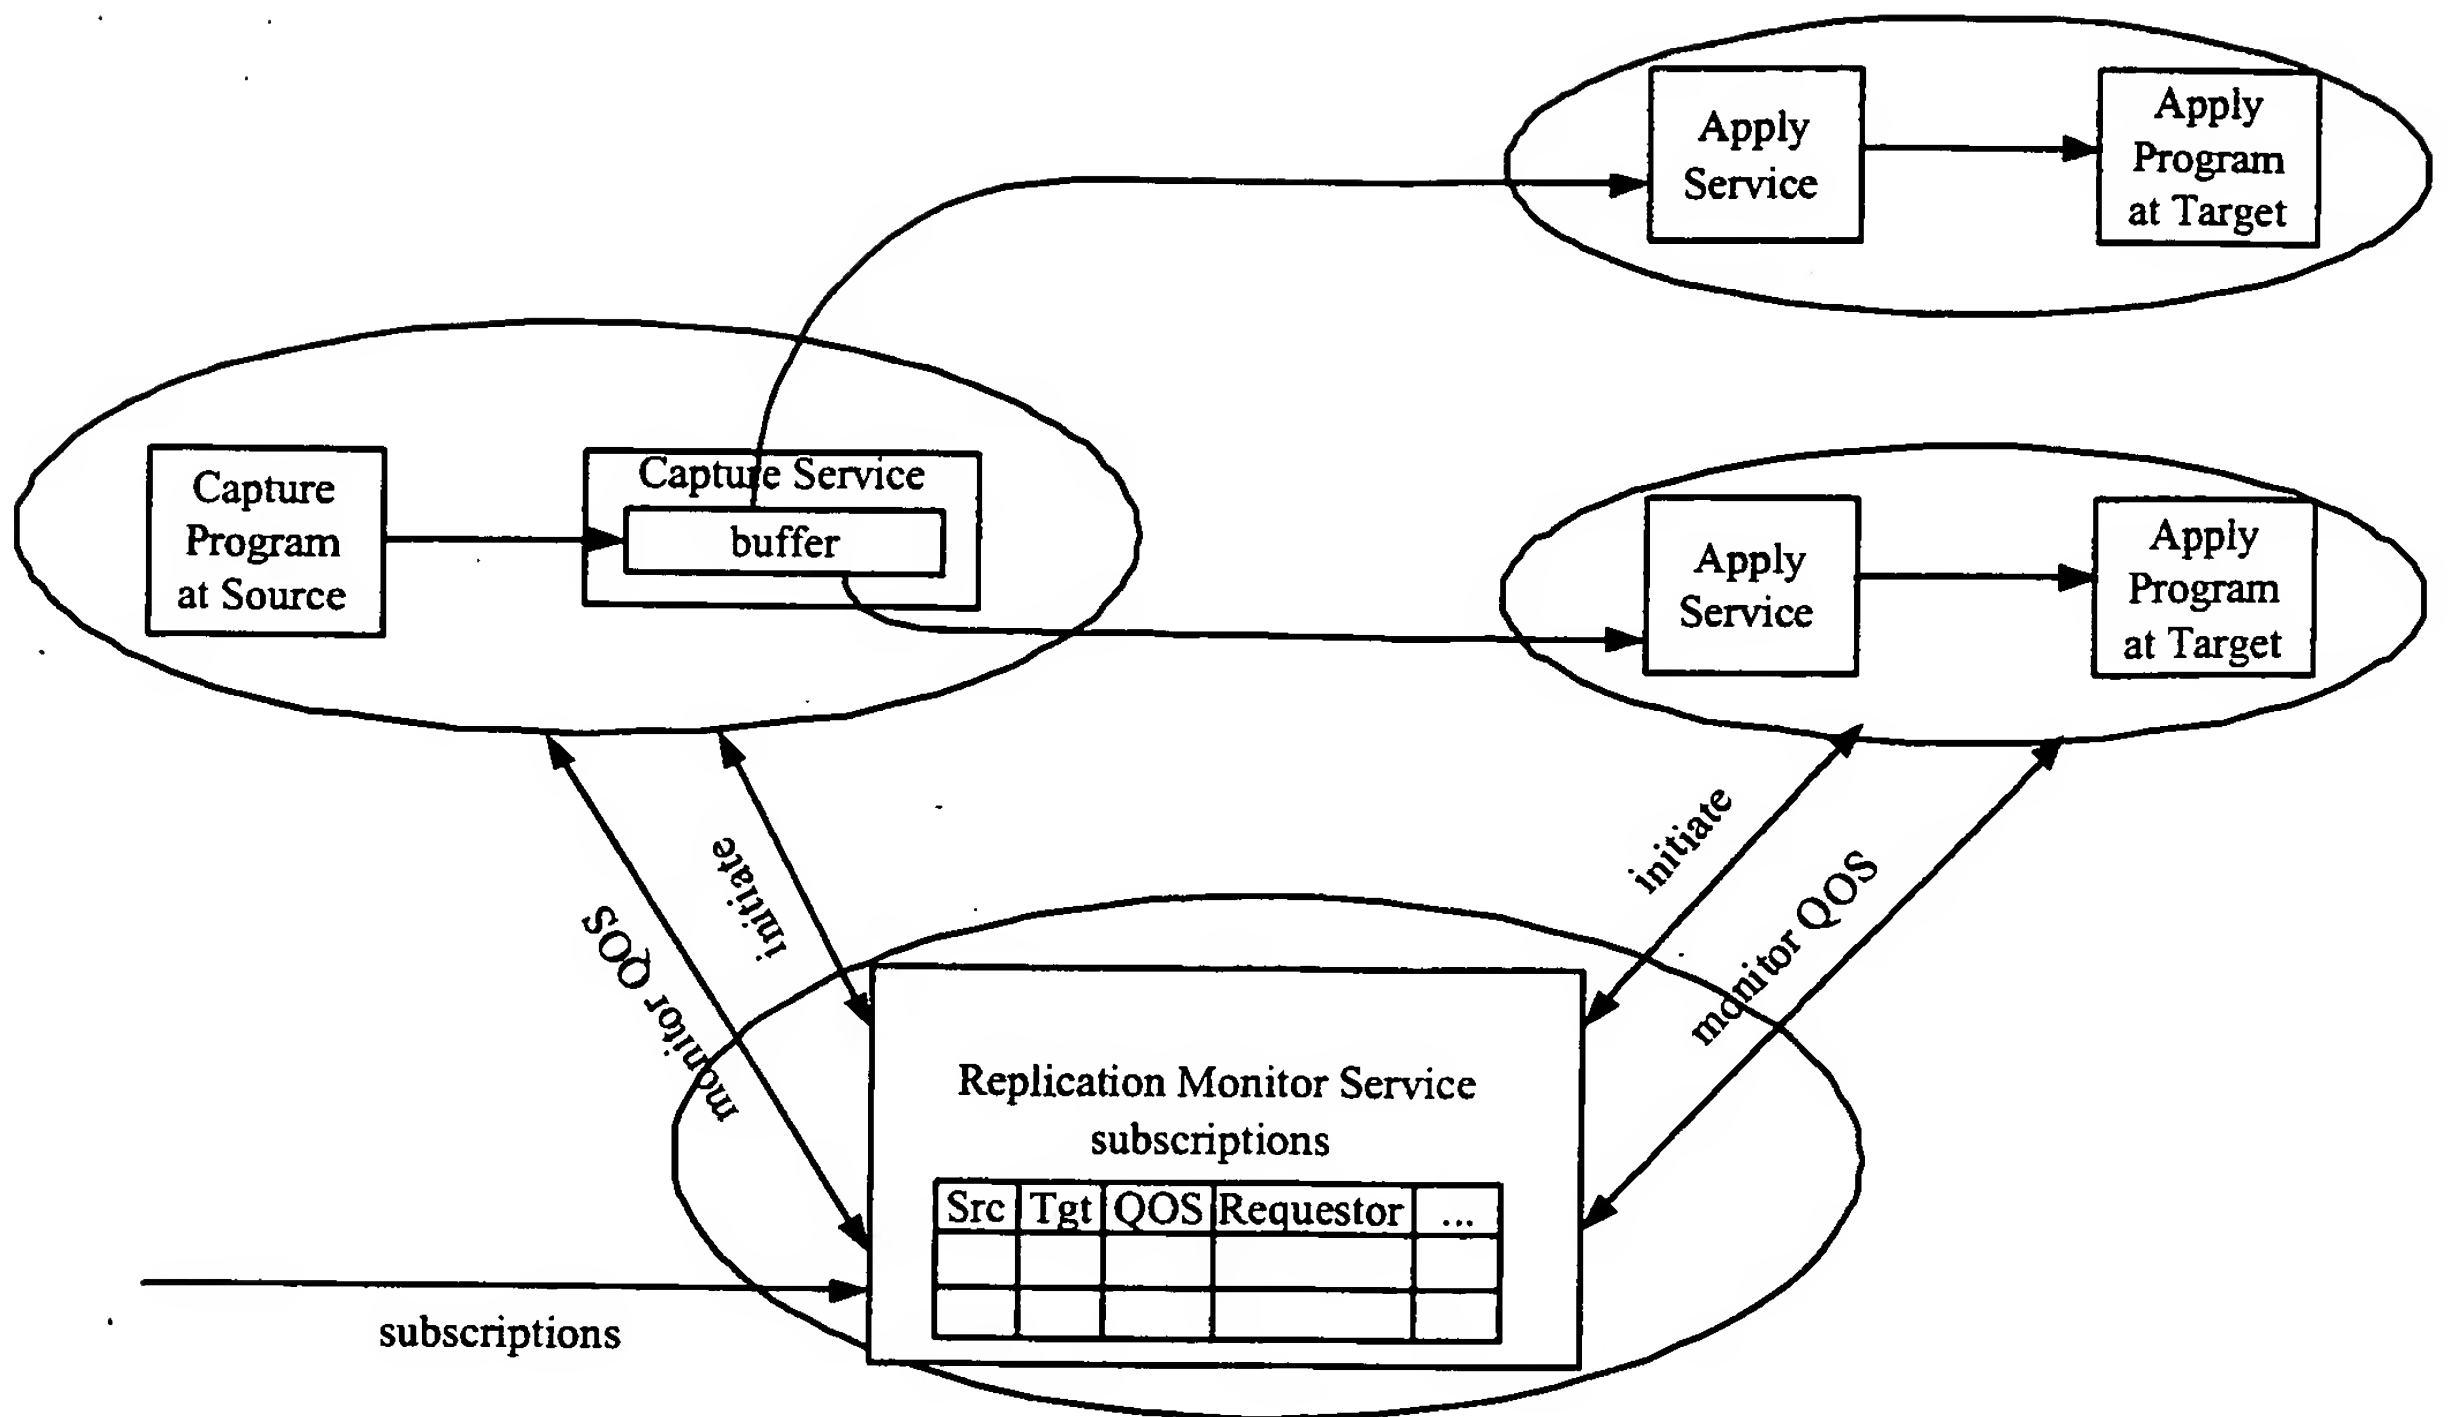 Apply
Service
Apply
Program
at Target
Capture
Program
at Source
Capture Service
buffer
Apply
Service
Apply
Program
at Target
initiate
monitor QOS
initiate
monitor QOS
Replication Monitor Service
subscriptions
Src Tgt QOS Requestor ...
subscriptions